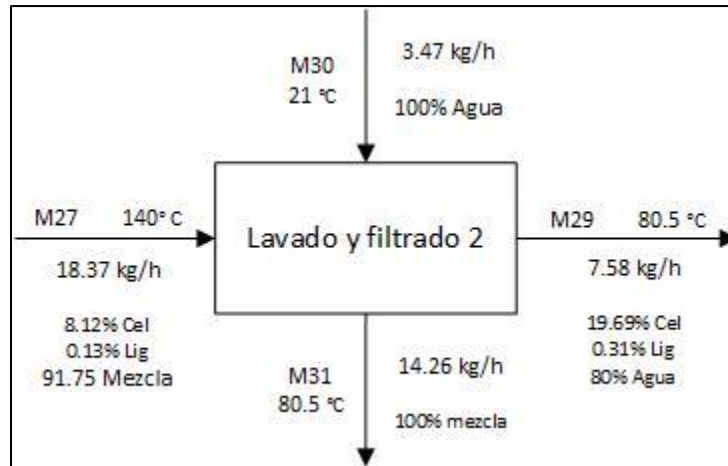 M30
21 °C
3.47 kg/h
100% Agua
M27 140° C
18.37 kg/h
8.12% Cel
0.13% Lig
91.75 Mezcla
Lavado y filtrado 2
M29 80.5 °C
7.58 kg/h
19.69% Cel
0.31% Lig
80% Agua
M31
80.5 °C
14.26 kg/h
100% mezcla